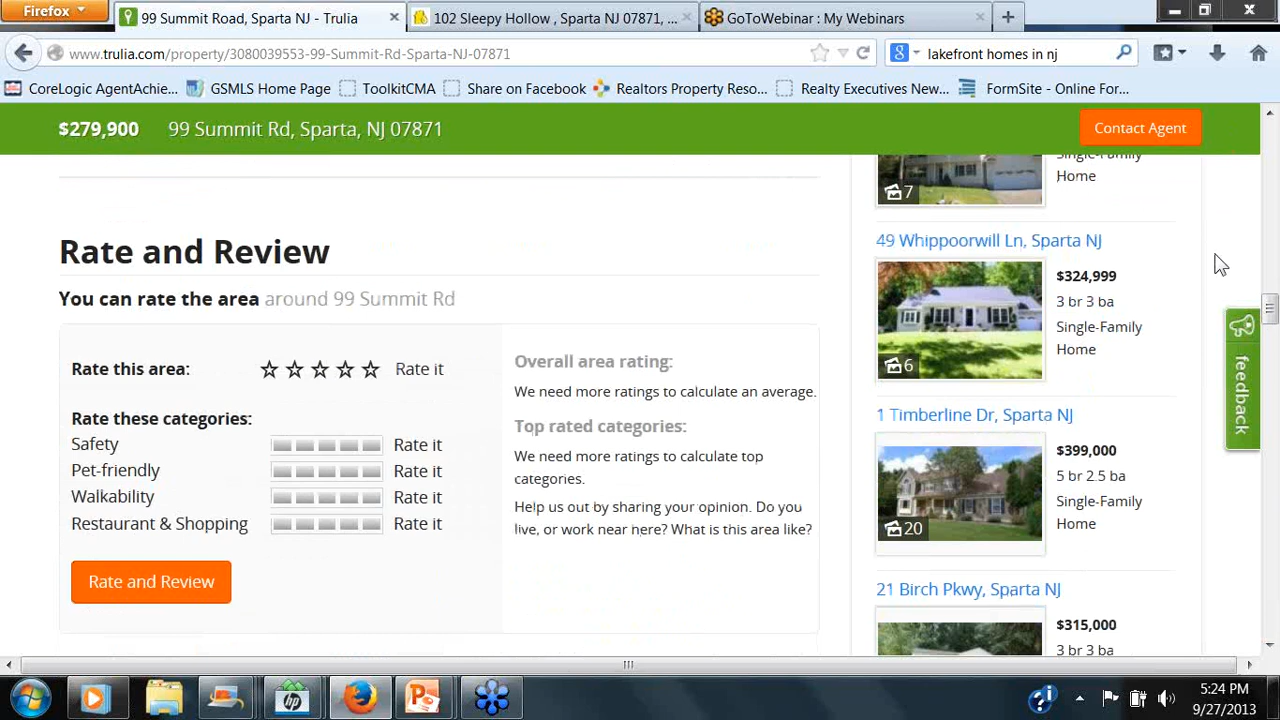 Firefox
99 Summit Road, Sparta NJ - Trulia
102 Sleepy Hollow , Sparta NJ 07871, ...
GoToWebinar : My Webinars
www.trulia.com/property/3080039553-99-Summit-Rd-Sparta-NJ-07871
lakefront homes in nj
CoreLogic AgentAchie...
GSMLS Home Page
ToolkitCMA
Share on Facebook
Realtors Property Reso...
Realty Executives New...
FormSite - Online For...
$279,900
99 Summit Rd, Sparta, NJ 07871
Contact Agent
Single-Family
Home
7
Rate and Review
You can rate the area around 99 Summit Rd
Rate this area:
Rate it
Rate these categories:
Safety
Rate it
Pet-friendly
Rate it
Walkability
Rate it
Restaurant & Shopping
Rate it
Rate and Review
Overall area rating:
We need more ratings to calculate an average.
Top rated categories:
We need more ratings to calculate top
categories.
Help us out by sharing your opinion. Do you
live, or work near here? What is this area like?
49 Whippoorwill Ln, Sparta NJ
$324,999
3 br 3 ba
Single-Family
Home
6
1 Timberline Dr, Sparta NJ
$399,000
5 br 2.5 ba
Single-Family
Home
20
21 Birch Pkwy, Sparta NJ
$315,000
3 br 3 ba
feedback
5:24 PM
9/27/2013